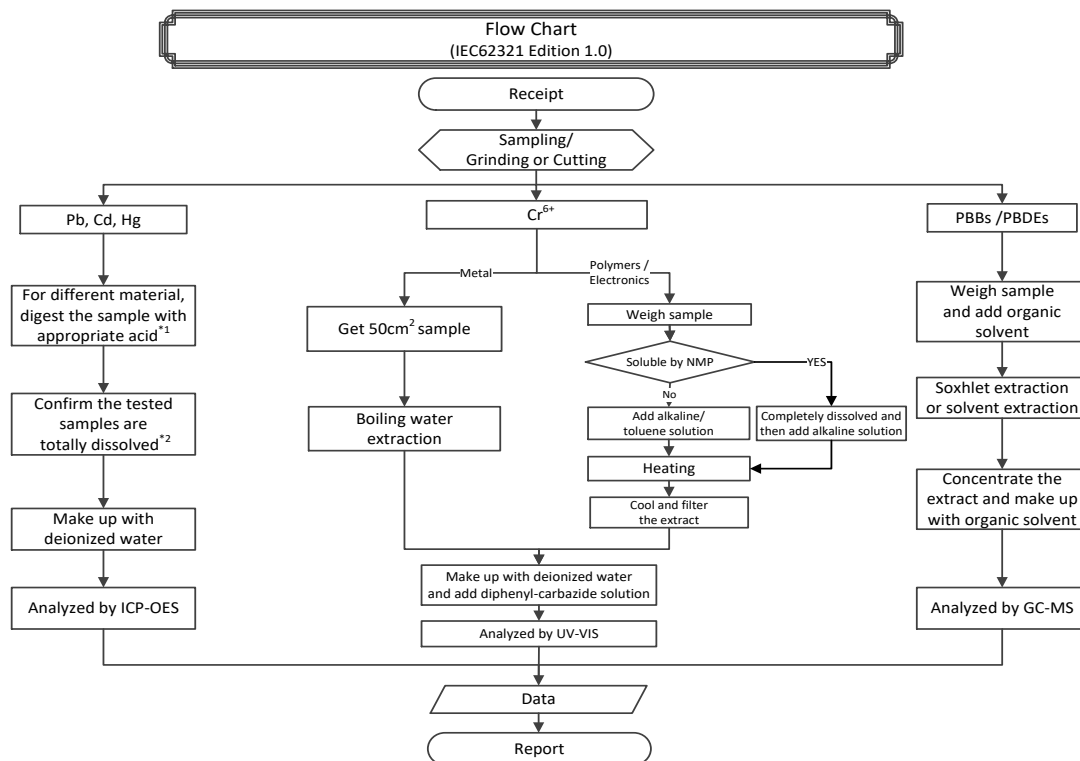 Flow Chart
(IEC62321 Edition 1.0)
Receipt
Sampling/
Grinding or Cutting
Pb, Cd, Hg
For different material,
digest the sample with
appropriate acid*1
Confirm the tested
samples are
totally dissolved*2
Make up with
deionized water
Analyzed by ICP-OES
Cr6+
Metal
Get 50cm2 sample
Boiling water
extraction
Polymers /
Electronics
Weigh sample
Soluble by NMP
YES
No
Add alkaline/
toluene solution
Completely dissolved and
then add alkaline solution
Heating
Cool and filter
the extract
Make up with deionized water
and add diphenyl-carbazide solution
Analyzed by UV-VIS
PBBs /PBDEs
Weigh sample
and add organic
solvent
Soxhlet extraction
or solvent extraction
Concentrate the
extract and make up
with organic solvent
Analyzed by GC-MS
Data
Report